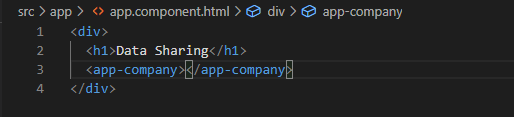 src > app > app.component.html > div > app-company
1 <div>
2 <h1>Data Sharing</h1>
3 <app-company></app-company>
4 </div>